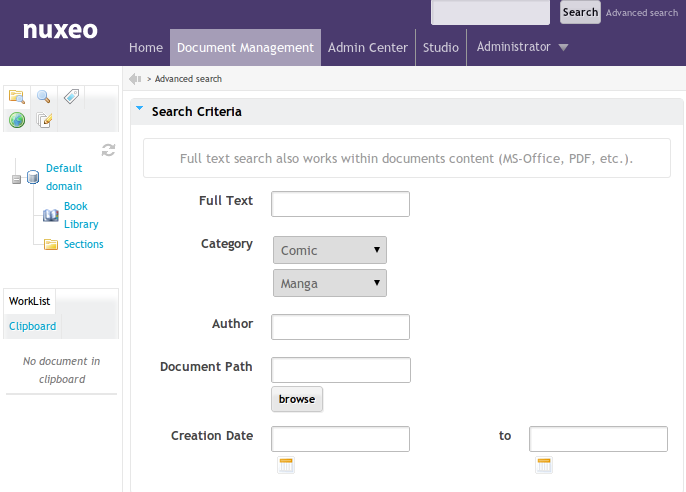 nuxeo
Search
Advanced search
Home
Document Management
Admin Center
Studio
Administrator
> Advanced search
Default
domain
Book
Library
Sections
WorkList
Clipboard
No document in
clipboard
Search Criteria
Full text search also works within documents content (MS-Office, PDF, etc.).
Full Text
Category
Comic
Manga
Author
Document Path
browse
Creation Date
to